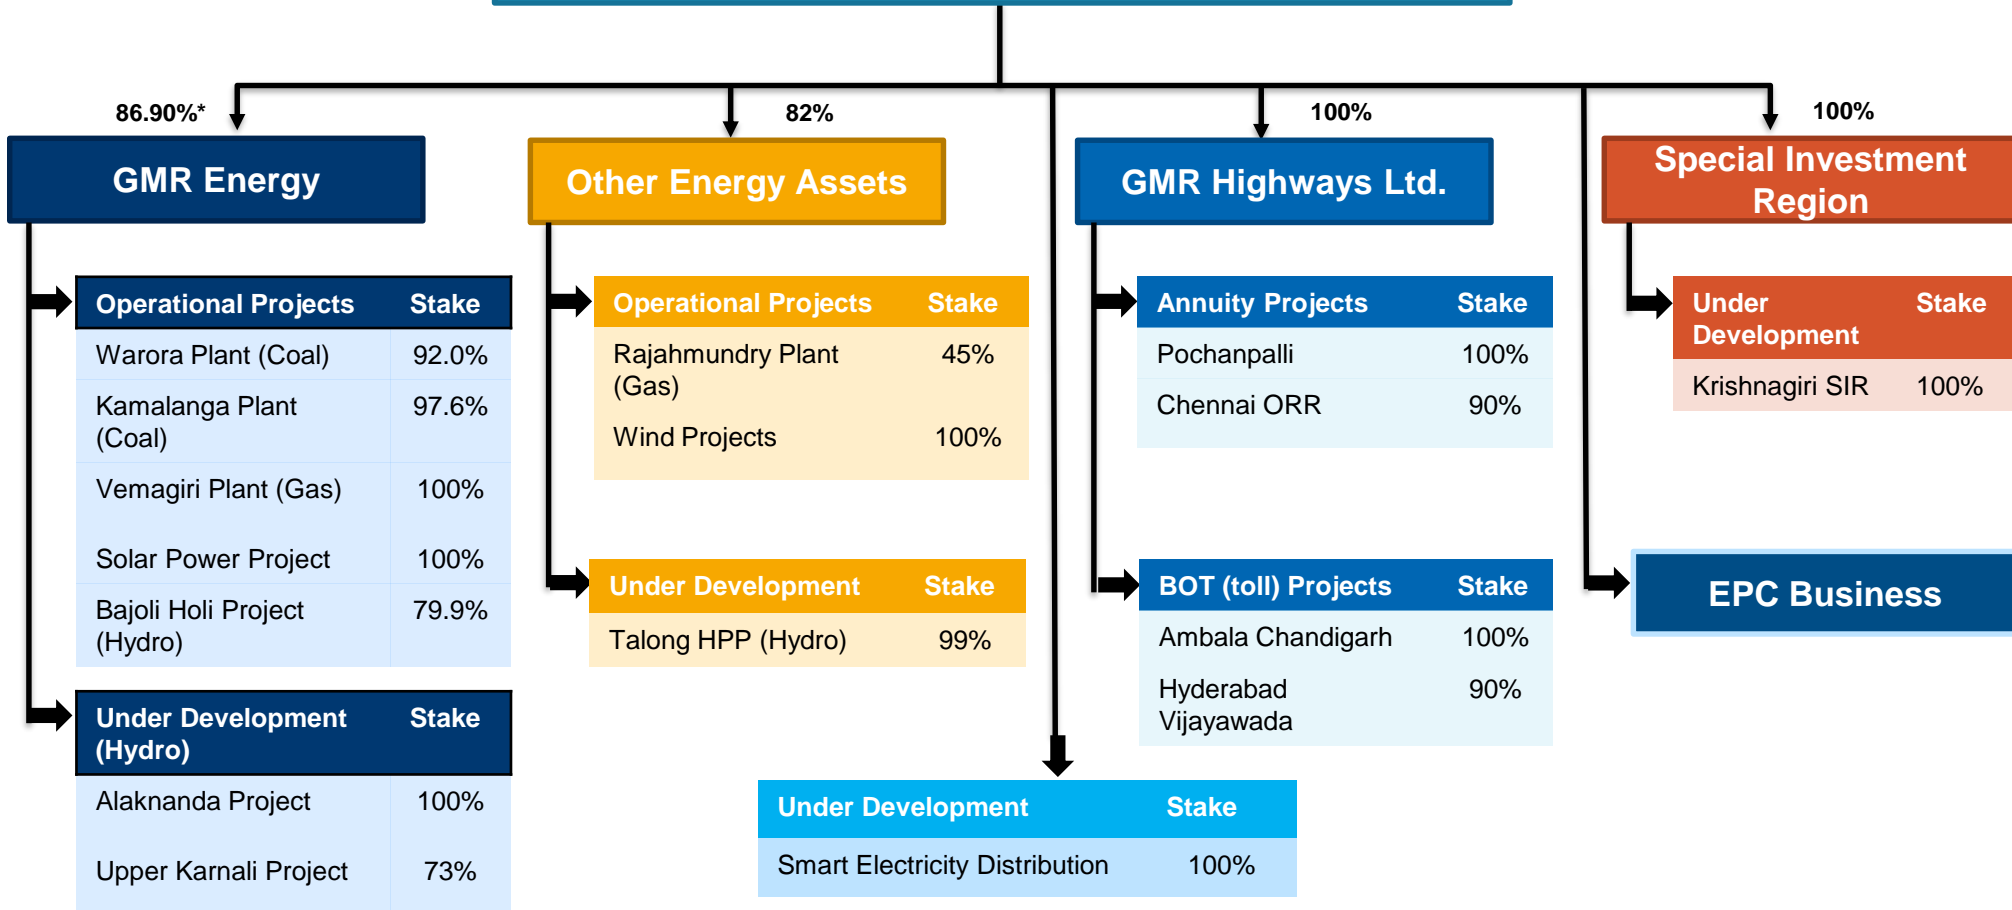 86.90%*
82%
100%
100%
GMR Energy
Other Energy Assets
GMR Highways Ltd.
Special Investment
Region
Operational Projects Stake
Warora Plant (Coal) 92.0%
Kamalanga Plant 97.6%
(Coal)
Vemagiri Plant (Gas) 100%
Solar Power Project 100%
Bajoli Holi Project 79.9%
(Hydro)
Under Development Stake
(Hydro)
Alaknanda Project 100%
Upper Karnali Project 73%
Operational Projects Stake
Rajahmundry Plant 45%
(Gas)
Wind Projects 100%
Under Development Stake
Talong HPP (Hydro) 99%
Annuity Projects Stake
Pochanpalli 100%
Chennai ORR 90%
BOT (toll) Projects Stake
Ambala Chandigarh 100%
Hyderabad 90%
Vijayawada
Under Development Stake
Smart Electricity Distribution 100%
Under Stake
Development
Krishnagiri SIR 100%
EPC Business